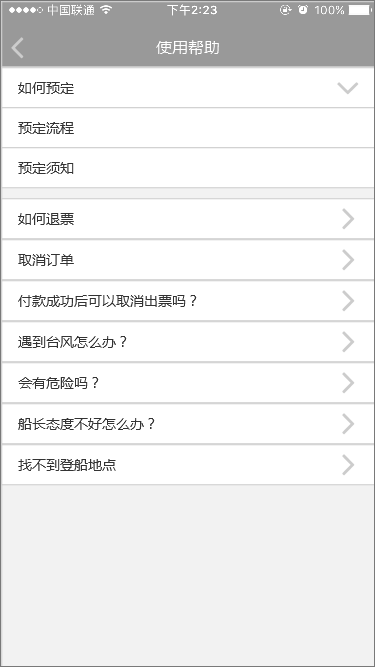 中国联通 下午2:23 100%
使用帮助
如何预定
预定流程
预定须知
如何退票
取消订单
付款成功后可以取消出票吗？
遇到台风怎么办？
会有危险吗？
船长态度不好怎么办？
找不到登船地点